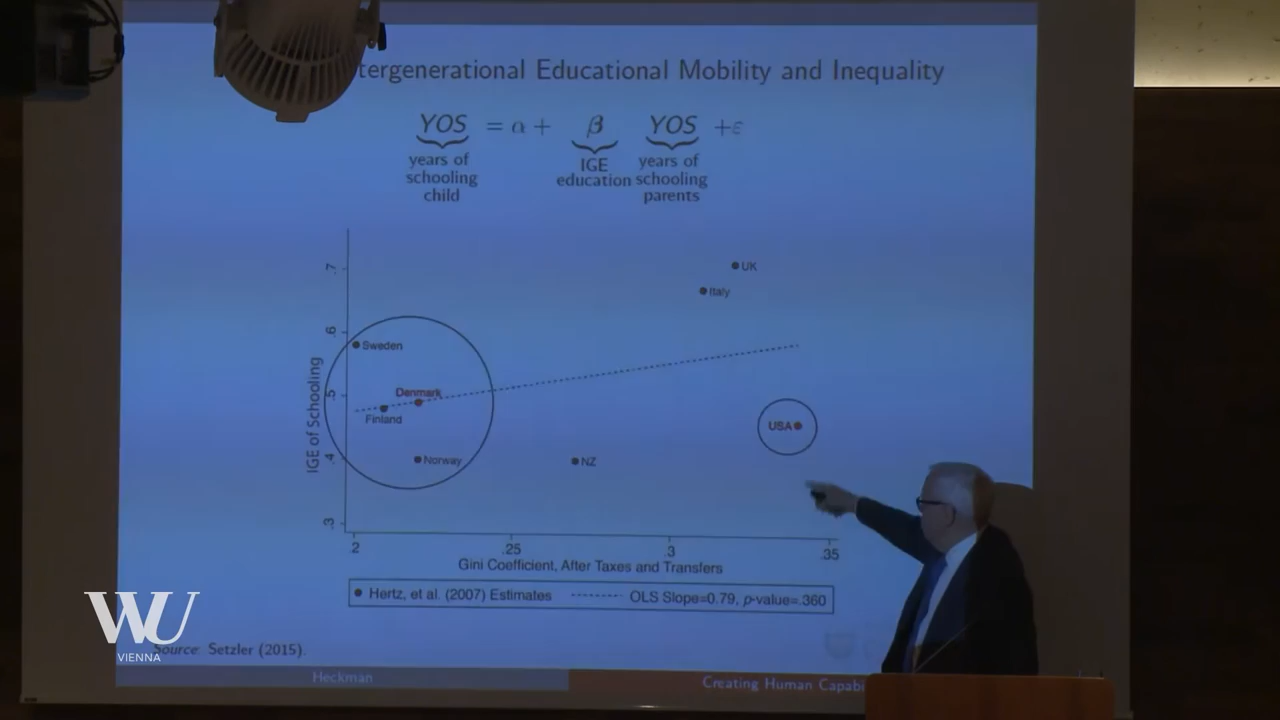 tergenerational Educational Mobility and Inequality
YOS = α + β YOS +ε
years of schooling child
IGE education
years of schooling parents
IGE of Schooling
.7
.6
.5
.4
.3
UK
Italy
Sweden
Denmark
Finland
Norway
NZ
USA
.2
.25
.3
.35
Gini Coefficient, After Taxes and Transfers
Hertz, et al. (2007) Estimates
OLS Slope=0.79, p-value=.360
WU
VIENNA
Source: Setzler (2015).
Heckman
Creating Human Capabi